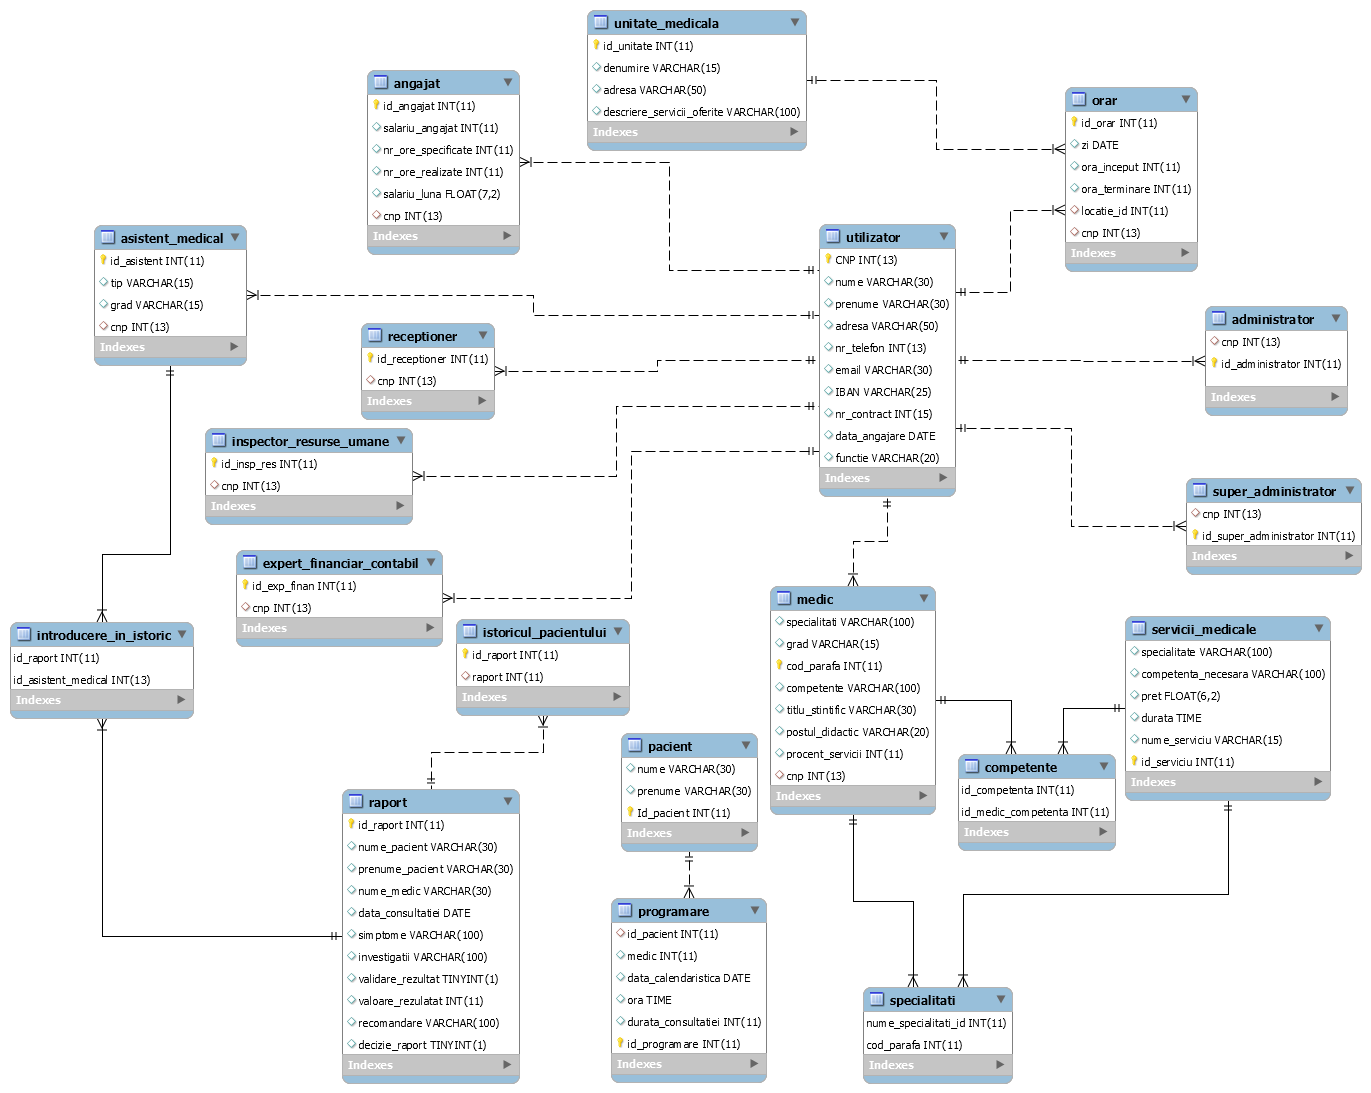 unitate_medicala
id_unitate INT(11)
denumire VARCHAR(15)
adresa VARCHAR(50)
descriere_servicii_oferite VARCHAR(100)
Indexes
angajat
id_angajat INT(11)
salariu_angajat INT(11)
nr_ore_specificate INT(11)
nr_ore_realizate INT(11)
salariu_luna FLOAT(7,2)
cnp INT(13)
Indexes
orar
id_orar INT(11)
zi DATE
ora_inceput INT(11)
ora_terminare INT(11)
locatie_id INT(11)
cnp INT(13)
Indexes
asistent_medical
id_asistent INT(11)
tip VARCHAR(15)
grad VARCHAR(15)
cnp INT(13)
Indexes
utilizator
CNP INT(13)
nume VARCHAR(30)
prenume VARCHAR(30)
adresa VARCHAR(50)
nr_telefon INT(13)
email VARCHAR(30)
IBAN VARCHAR(25)
nr_contract INT(15)
data_angajare DATE
functie VARCHAR(20)
Indexes
receptioner
id_receptioner INT(11)
cnp INT(13)
Indexes
administrator
cnp INT(13)
id_administrator INT(11)
Indexes
inspector_resurse_umane
id_insp_res INT(11)
cnp INT(13)
Indexes
super_administrator
cnp INT(13)
id_super_administrator INT(11)
Indexes
expert_financiar_contabil
id_exp_finan INT(11)
cnp INT(13)
Indexes
medic
specialitati VARCHAR(100)
grad VARCHAR(15)
cod_parafa INT(11)
competente VARCHAR(100)
titlu_stintific VARCHAR(30)
postul_didactic VARCHAR(20)
procent_servicii INT(11)
cnp INT(13)
Indexes
introducere_in_istoric
id_raport INT(11)
id_asistent_medical INT(13)
Indexes
istoricul_pacientului
id_raport INT(11)
raport INT(11)
Indexes
servicii_medicale
specialitate VARCHAR(100)
competenta_necesara VARCHAR(100)
pret FLOAT(6,2)
durata TIME
nume_serviciu VARCHAR(15)
id_serviciu INT(11)
Indexes
pacient
nume VARCHAR(30)
prenume VARCHAR(30)
Id_pacient INT(11)
Indexes
competente
id_competenta INT(11)
id_medic_competenta INT(11)
Indexes
raport
id_raport INT(11)
nume_pacient VARCHAR(30)
prenume_pacient VARCHAR(30)
nume_medic VARCHAR(30)
data_consultatiei DATE
simptome VARCHAR(100)
investigatii VARCHAR(100)
validare_rezultat TINYINT(1)
valoare_rezulatat INT(11)
recomandare VARCHAR(100)
decizie_raport TINYINT(1)
Indexes
programare
id_pacient INT(11)
medic INT(11)
data_calendaristica DATE
ora TIME
durata_consultatiei INT(11)
id_programare INT(11)
Indexes
specialitati
nume_specialitati_id INT(11)
cod_parafa INT(11)
Indexes